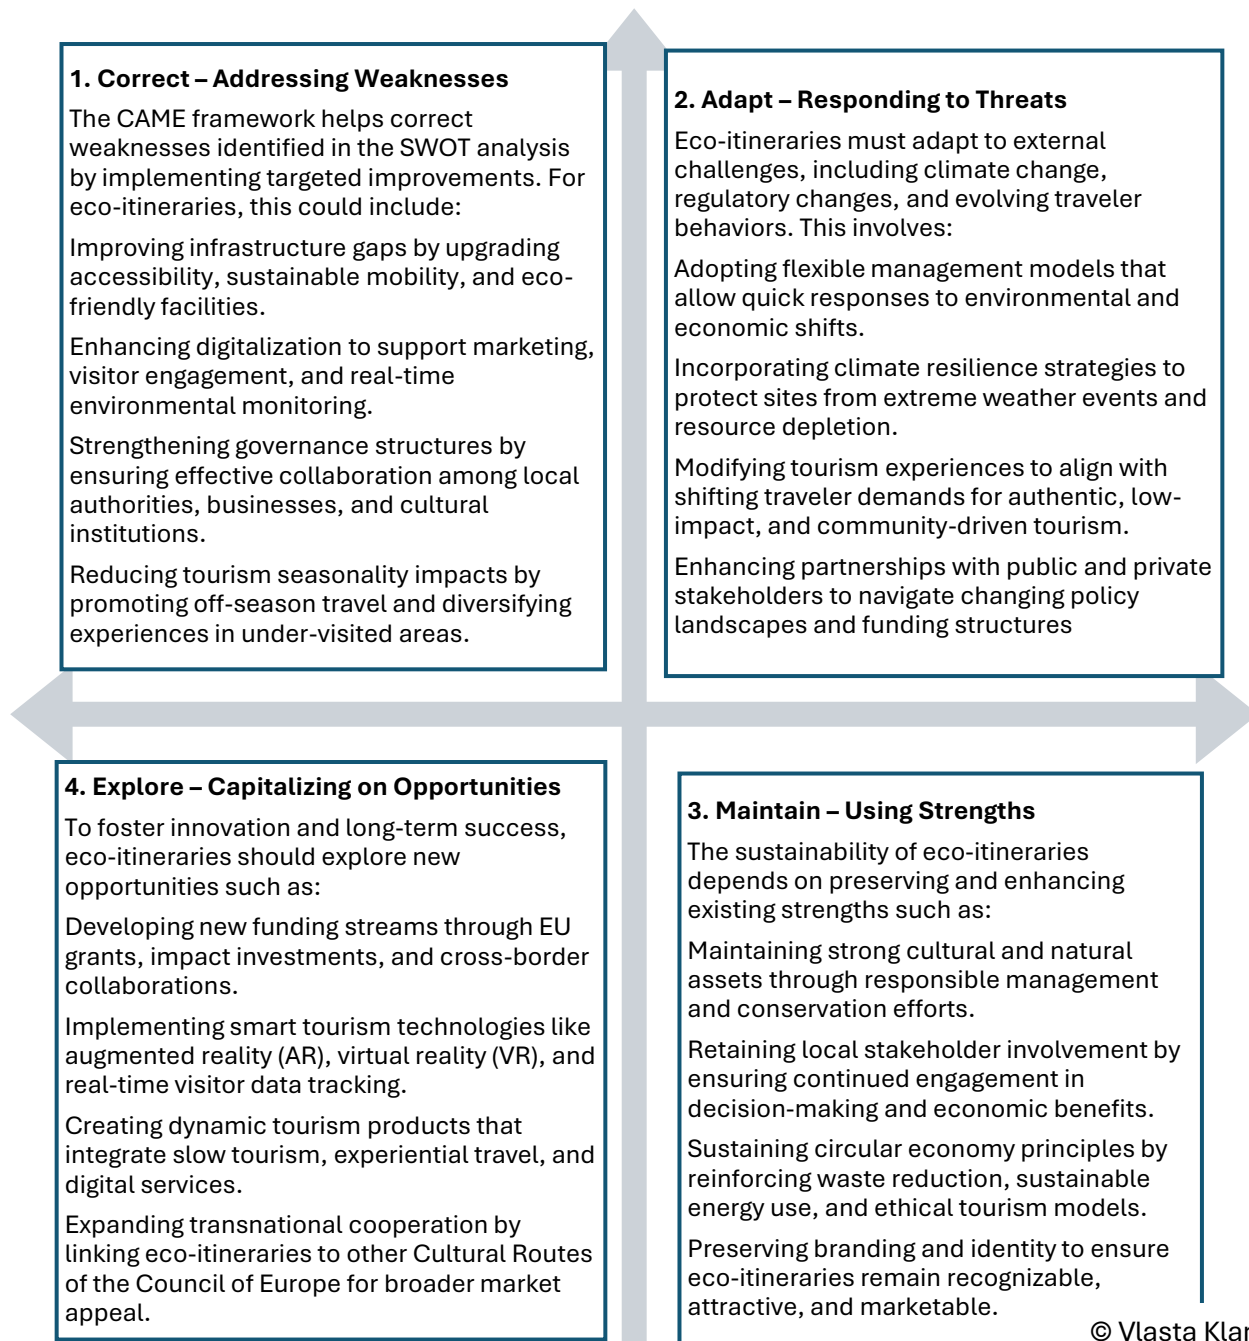 1. Correct – Addressing Weaknesses
The CAME framework helps correct
weaknesses identified in the SWOT analysis
by implementing targeted improvements. For
eco-itineraries, this could include:
Improving infrastructure gaps by upgrading
accessibility, sustainable mobility, and eco-
friendly facilities.
Enhancing digitalization to support marketing,
visitor engagement, and real-time
environmental monitoring.
Strengthening governance structures by
ensuring effective collaboration among local
authorities, businesses, and cultural
institutions.
Reducing tourism seasonality impacts by
promoting off-season travel and diversifying
experiences in under-visited areas.
2. Adapt – Responding to Threats
Eco-itineraries must adapt to external
challenges, including climate change,
regulatory changes, and evolving traveler
behaviors. This involves:
Adopting flexible management models that
allow quick responses to environmental and
economic shifts.
Incorporating climate resilience strategies to
protect sites from extreme weather events and
resource depletion.
Modifying tourism experiences to align with
shifting traveler demands for authentic, low-
impact, and community-driven tourism.
Enhancing partnerships with public and private
stakeholders to navigate changing policy
landscapes and funding structures
4. Explore – Capitalizing on Opportunities
To foster innovation and long-term success,
eco-itineraries should explore new
opportunities such as:
Developing new funding streams through EU
grants, impact investments, and cross-border
collaborations.
Implementing smart tourism technologies like
augmented reality (AR), virtual reality (VR), and
real-time visitor data tracking.
Creating dynamic tourism products that
integrate slow tourism, experiential travel, and
digital services.
Expanding transnational cooperation by
linking eco-itineraries to other Cultural Routes
of the Council of Europe for broader market
appeal.
3. Maintain – Using Strengths
The sustainability of eco-itineraries
depends on preserving and enhancing
existing strengths such as:
Maintaining strong cultural and natural
assets through responsible management
and conservation efforts.
Retaining local stakeholder involvement by
ensuring continued engagement in
decision-making and economic benefits.
Sustaining circular economy principles by
reinforcing waste reduction, sustainable
energy use, and ethical tourism models.
Preserving branding and identity to ensure
eco-itineraries remain recognizable,
attractive, and marketable.
© Vlasta